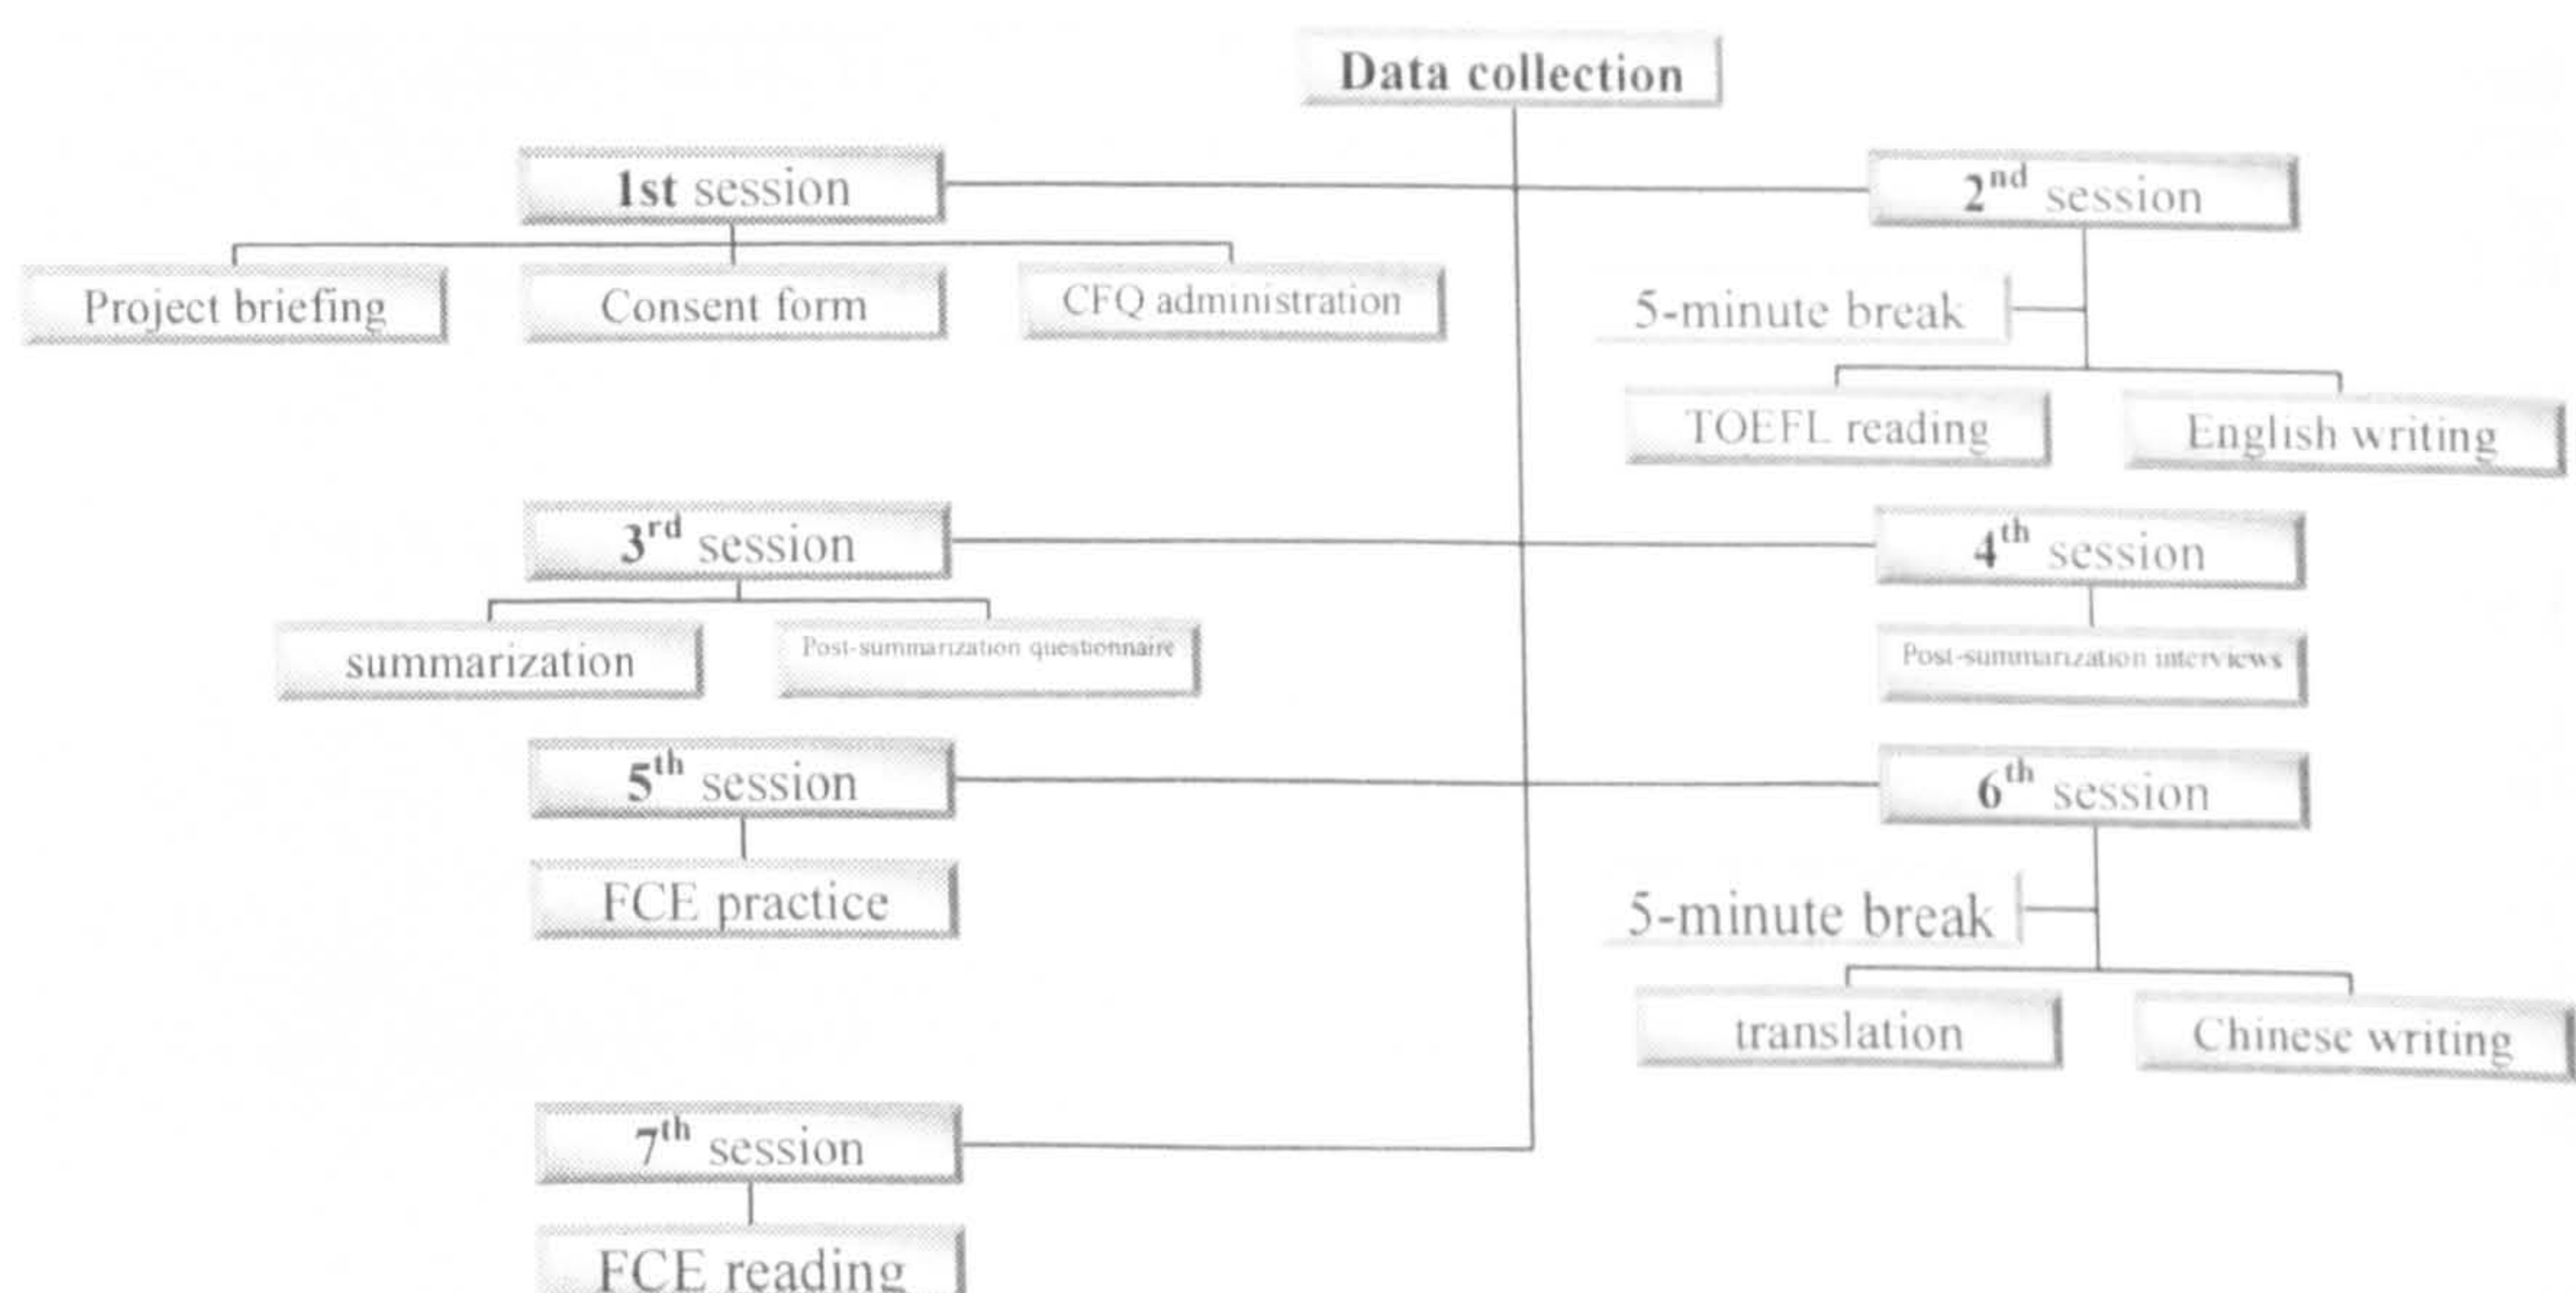 Data collection
1st session
2nd session
Project briefing
Consent form
CFQ administration
5-minute break
TOEFL reading
English writing
3rd session
4th session
summarization
Post-summarization questionnaire
Post-summarization interviews
5th session
6th session
FCE practice
5-minute break
translation
Chinese writing
7th session
FCE reading